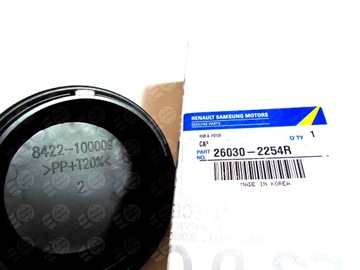 8422-100009
>PP+T20%<
2
RENAULT SAMSUNG MOTORS
GENUINE PARTS
Q'TY 1
CAP
PART NO. 26030-2254R
MADE IN KOREA